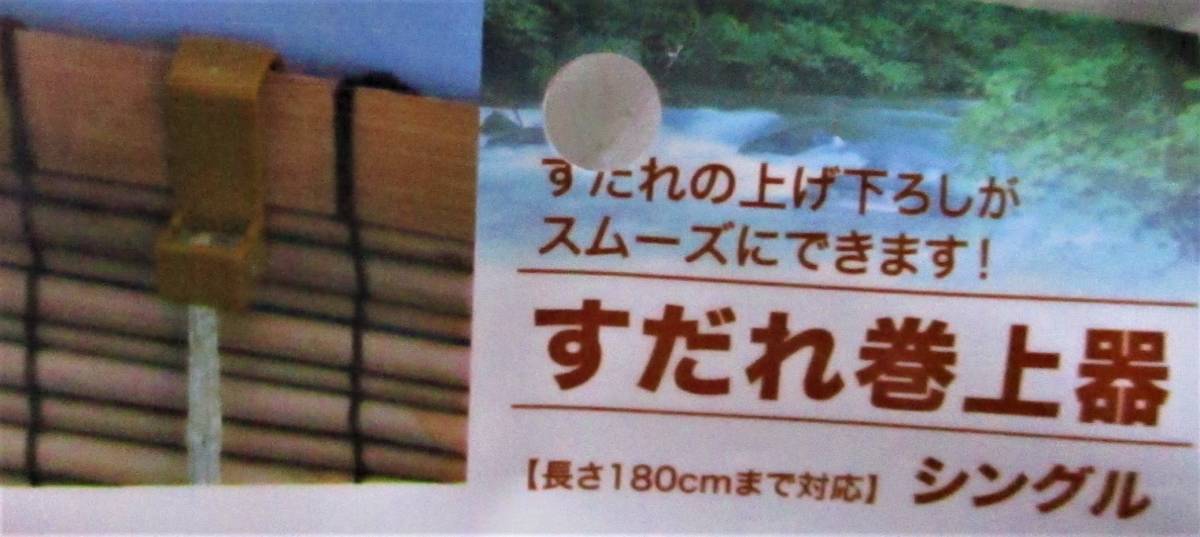 すだれの上げ下ろしが
スムーズにできます!
すだれ巻上器
【長さ180cmまで対応】 シングル